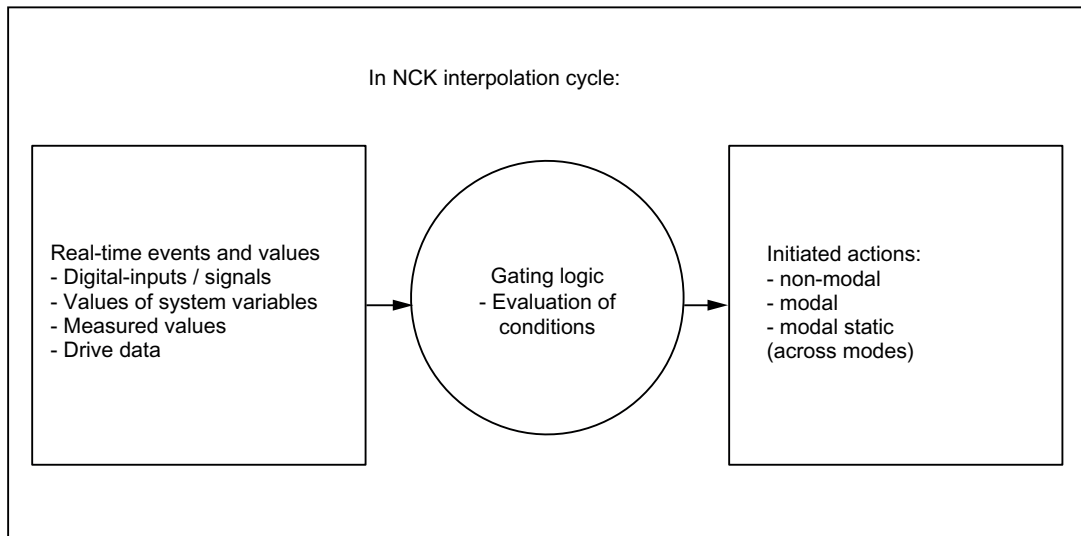 In NCK interpolation cycle:
Real-time events and values
- Digital-inputs / signals
- Values of system variables
- Measured values
- Drive data
Gating logic
- Evaluation of
conditions
Initiated actions:
- non-modal
- modal
- modal static
(across modes)